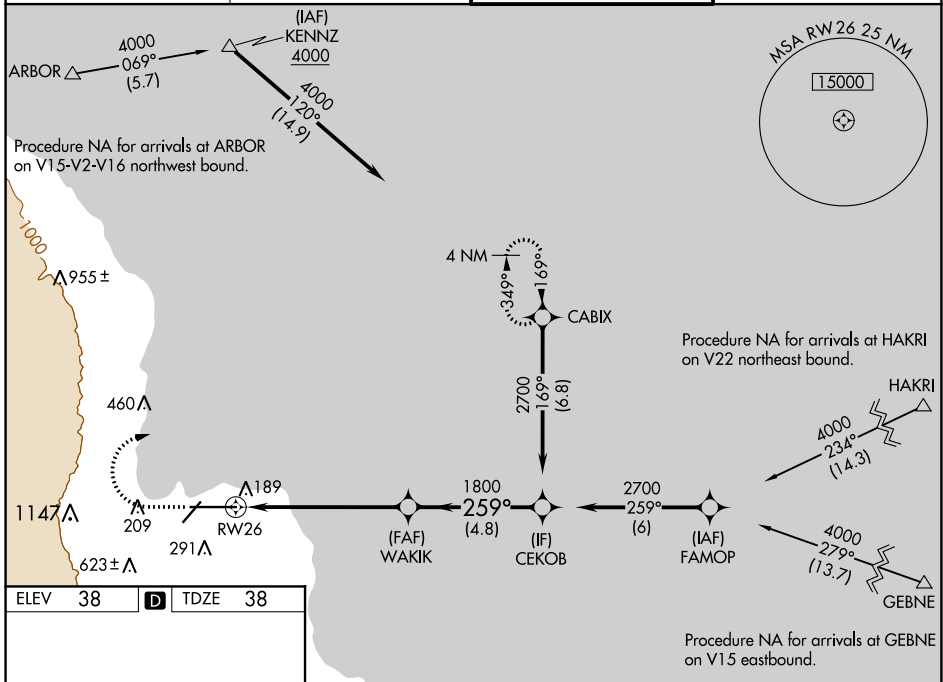 (IAF)
KENNZ
4000
ARBOR
4000
069°
(5.7)
4000
120°
(14.9)
MSA RW26 25 NM
15000
Procedure NA for arrivals at ARBOR
on V15-V2-V16 northwest bound.
1000
955±
4 NM
349°
169°
CABIX
2700
169°
(6.8)
Procedure NA for arrivals at HAKRI
on V22 northeast bound.
HAKRI
4000
234°
(14.3)
460
189
1147
209
RW26
291
623±
(FAF)
WAKIK
1800
259°
(4.8)
(IF)
CEKOB
2700
259°
(6)
(IAF)
FAMOP
4000
279°
(13.7)
GEBNE
Procedure NA for arrivals at GEBNE
on V15 eastbound.
ELEV 38 D TDZE 38